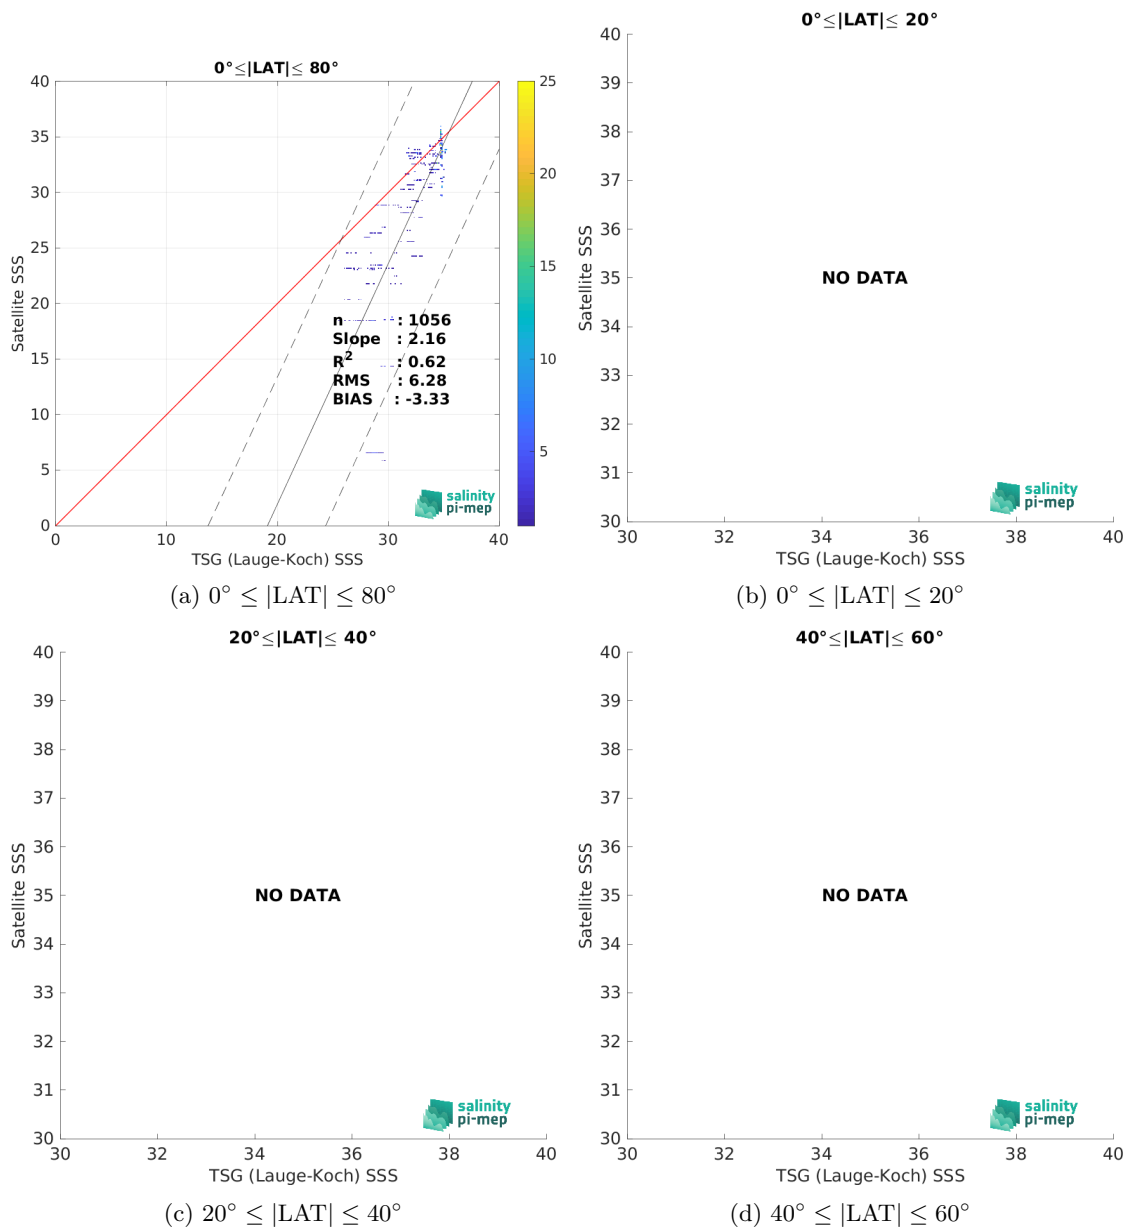 0°≤|LAT|≤ 80°
40
35
30
25
20
15
10
5
0
0
10
20
30
40
Satellite SSS
TSG (Lauge-Koch) SSS
n : 1056
Slope : 2.16
R² : 0.62
RMS : 6.28
BIAS : -3.33
salinity
pi-mep
25
20
15
10
5
(a) 0° ≤ |LAT| ≤ 80°
0°≤|LAT|≤ 20°
40
39
38
37
36
35
34
33
32
31
30
30
32
34
36
38
40
Satellite SSS
TSG (Lauge-Koch) SSS
NO DATA
salinity
pi-mep
(b) 0° ≤ |LAT| ≤ 20°
20°≤|LAT|≤ 40°
40
39
38
37
36
35
34
33
32
31
30
30
32
34
36
38
40
Satellite SSS
TSG (Lauge-Koch) SSS
NO DATA
salinity
pi-mep
(c) 20° ≤ |LAT| ≤ 40°
40°≤|LAT|≤ 60°
40
39
38
37
36
35
34
33
32
31
30
30
32
34
36
38
40
Satellite SSS
TSG (Lauge-Koch) SSS
NO DATA
salinity
pi-mep
(d) 40° ≤ |LAT| ≤ 60°